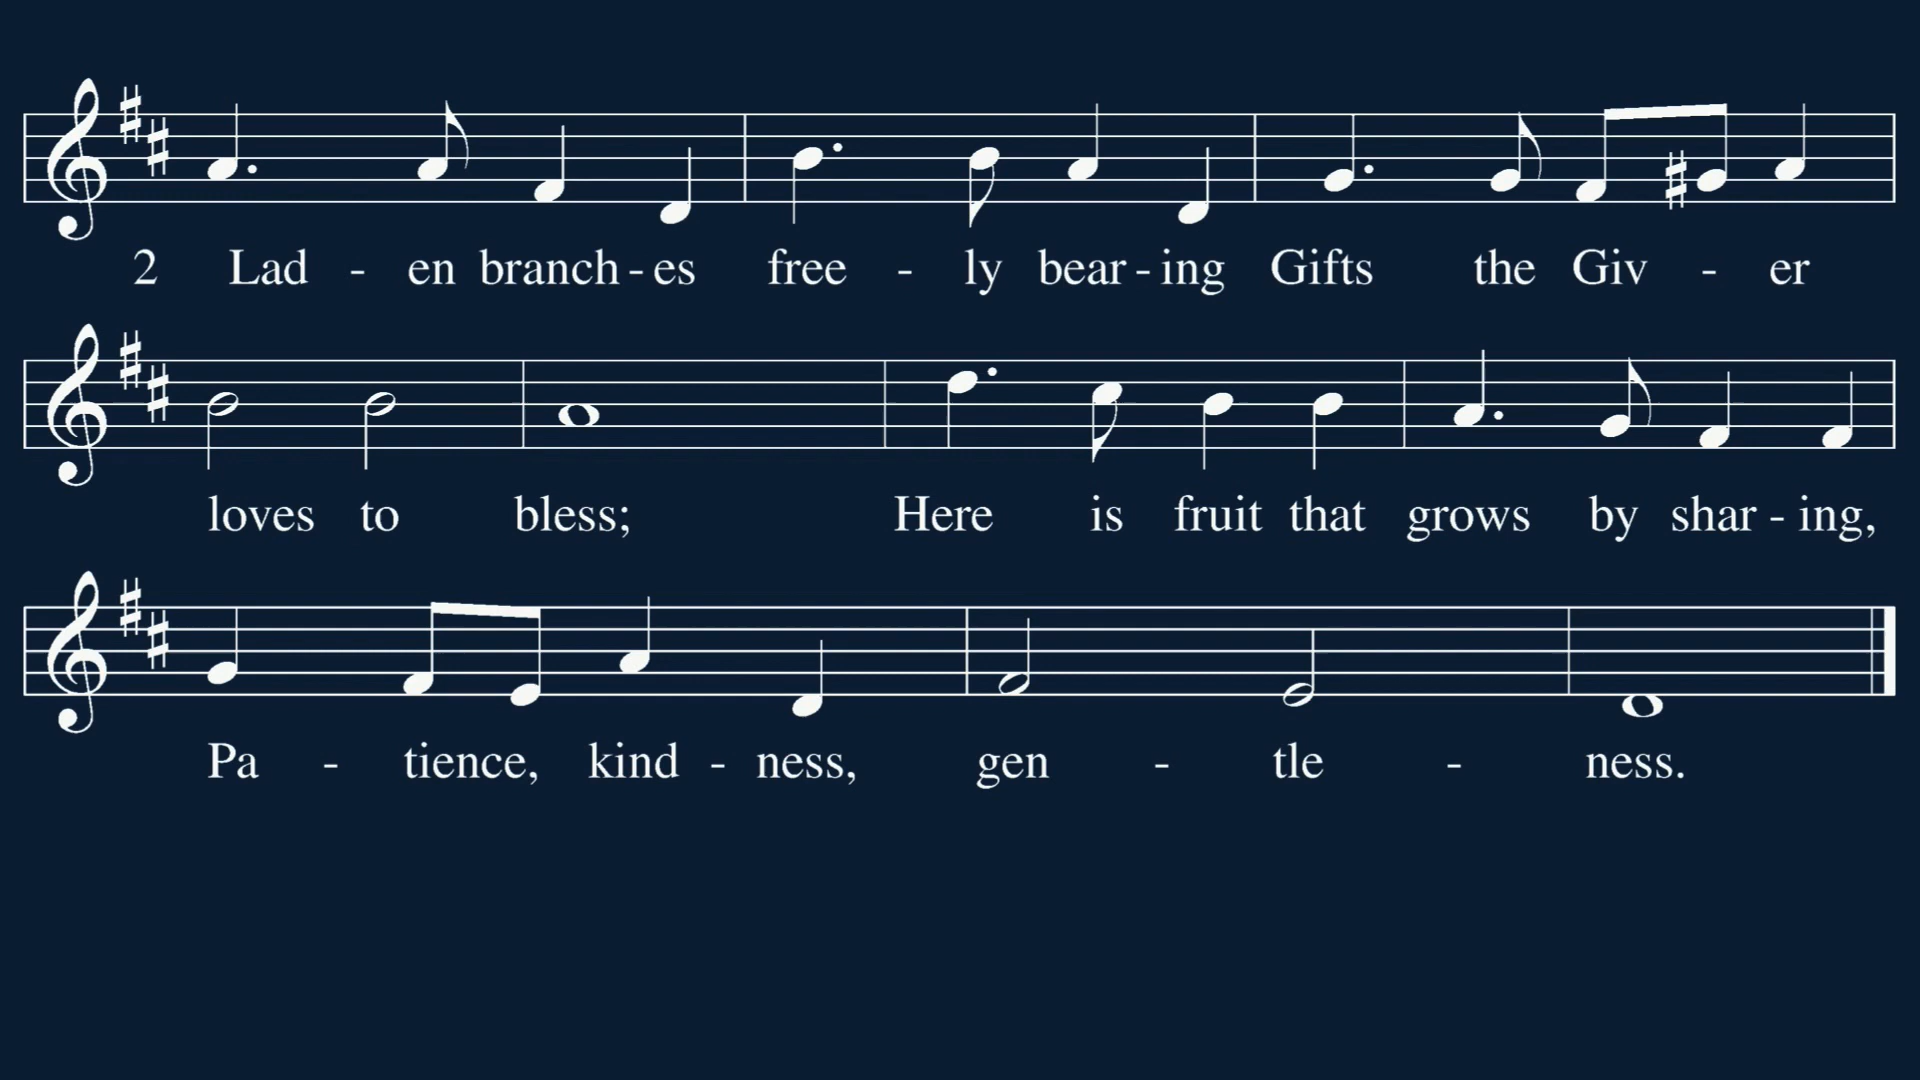 2 Lad - en branch - es free - ly bear - ing Gifts the Giv - er
loves to bless; Here is fruit that grows by shar - ing,
Pa - tience, kind - ness, gen - tle - ness.